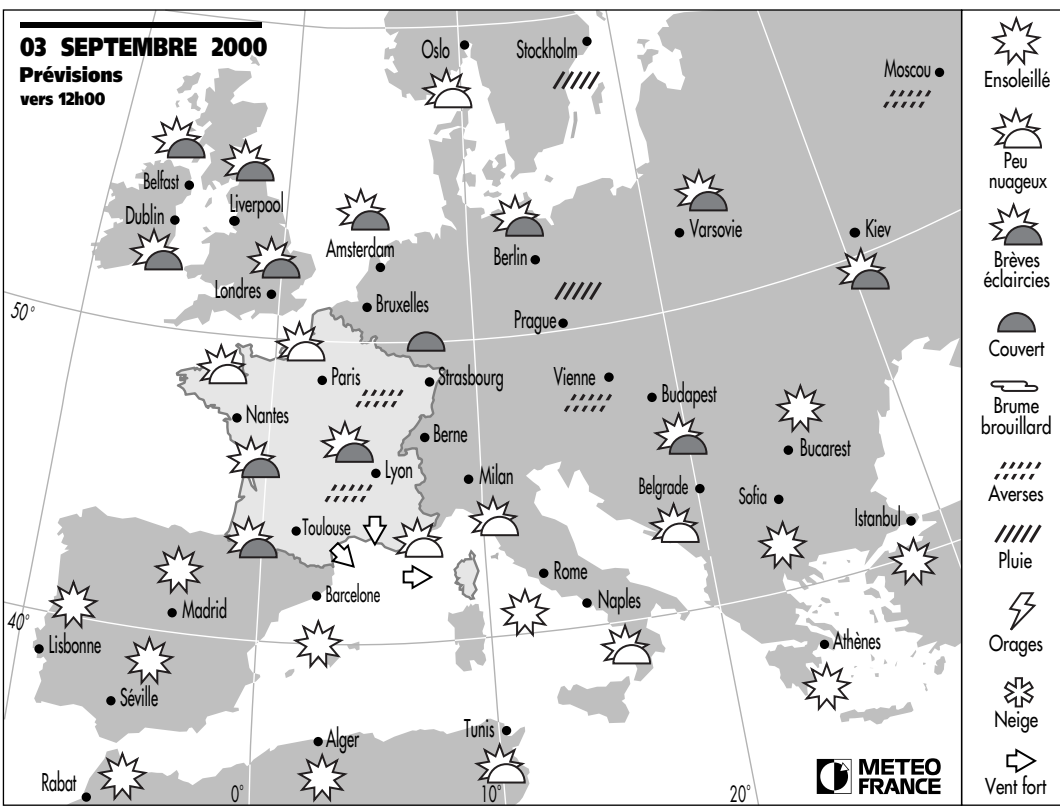 03 SEPTEMBRE 2000
Prévisions
vers 12h00
Oslo
Stockholm
Moscou
Belfast
Dublin
Liverpool
Amsterdam
Londres
Bruxelles
Berlin
Varsovie
Kiev
Prague
50°
Paris
Strasbourg
Vienne
Budapest
Nantes
Berne
Bucarest
Lyon
Milan
Belgrade
Sofia
Istanbul
Toulouse
Rome
Barcelone
Naples
Madrid
40°
Lisbonne
Athènes
Séville
Alger
Tunis
Rabat
0°
10°
20°
METEO
FRANCE
Ensoleillé
Peu
nuageux
Brèves
éclaircies
Couvert
Brume
brouillard
Averses
Pluie
Orages
Neige
Vent fort